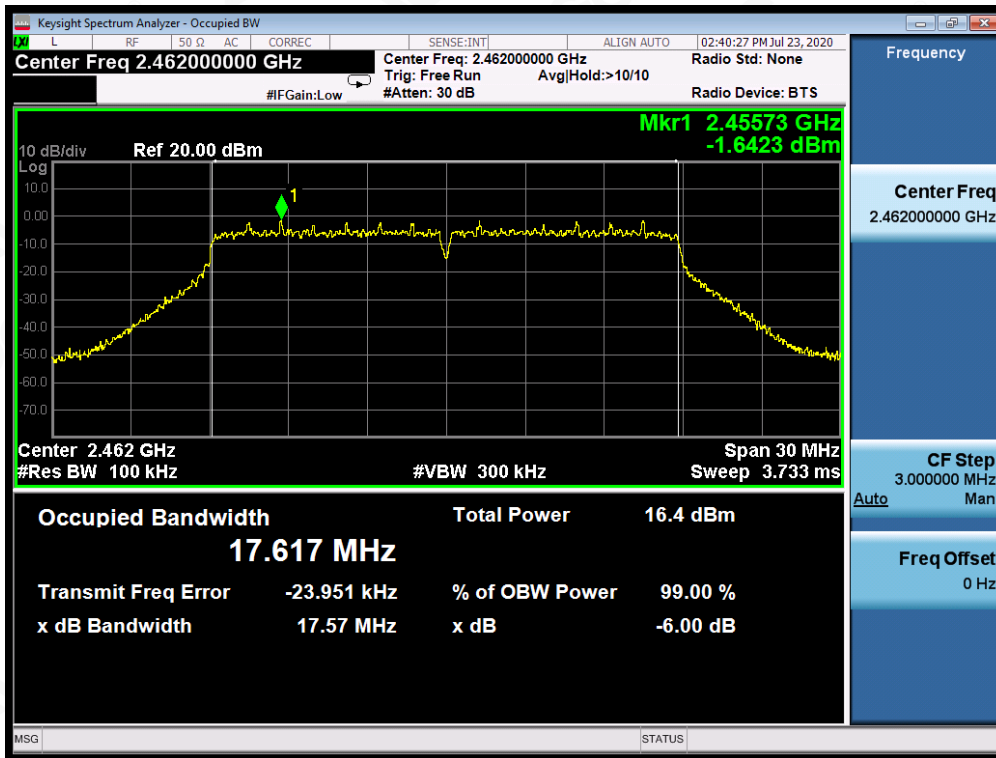 Keysight Spectrum Analyzer - Occupied BW
LXI L RF 50 Ω AC CORREC SENSE:INT ALIGN AUTO 02:40:27 PM Jul 23, 2020
Center Freq 2.462000000 GHz
Center Freq: 2.462000000 GHz Radio Std: None
Trig: Free Run Avg|Hold:>10/10
#IFGain:Low #Atten: 30 dB Radio Device: BTS
Mkr1 2.45573 GHz
-1.6423 dBm
10 dB/div Ref 20.00 dBm
Log
10.0
1
0.00
-10.0
-20.0
-30.0
-40.0
-50.0
-60.0
-70.0
Center 2.462 GHz Span 30 MHz
#Res BW 100 kHz #VBW 300 kHz Sweep 3.733 ms
Occupied Bandwidth Total Power 16.4 dBm
17.617 MHz
Transmit Freq Error -23.951 kHz % of OBW Power 99.00 %
x dB Bandwidth 17.57 MHz x dB -6.00 dB
MSG STATUS
Frequency
Center Freq
2.462000000 GHz
CF Step
3.000000 MHz
Auto Man
Freq Offset
0 Hz